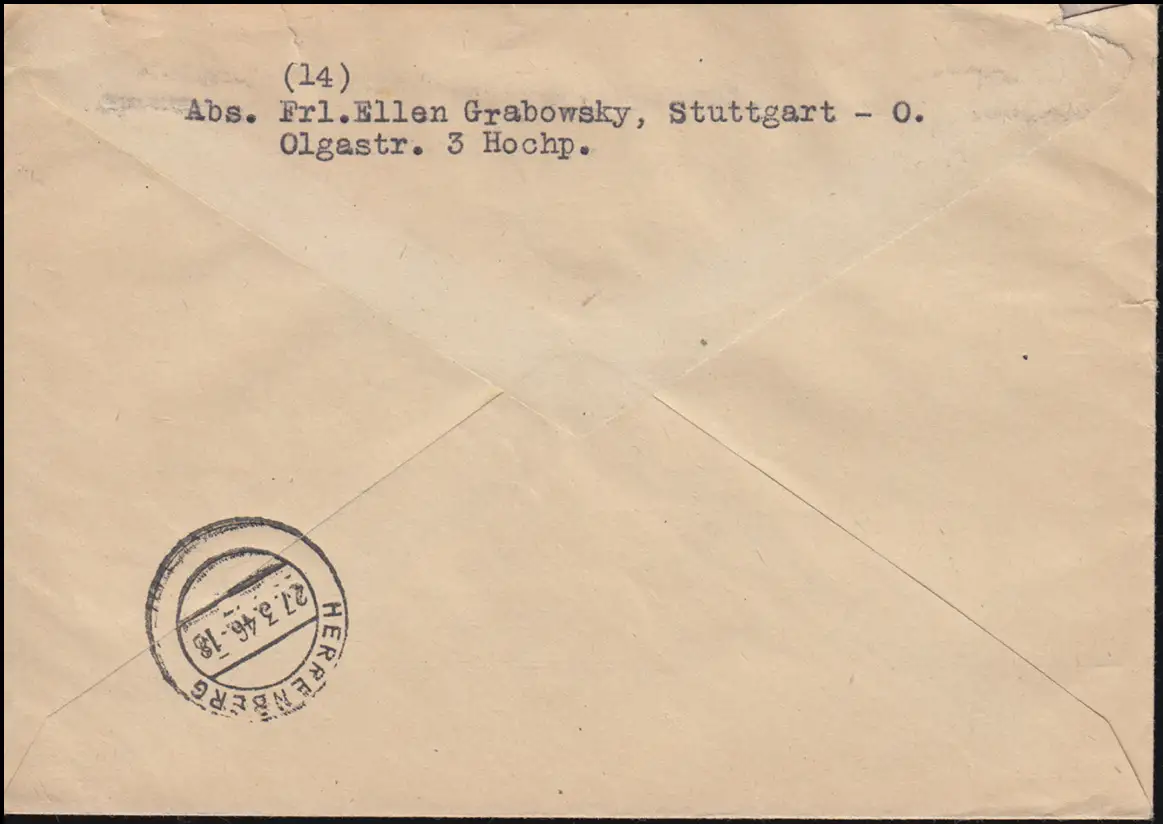 (14)
Abs. Frl.Ellen Grabowsky, Stuttgart - O.
Olgastr. 3 Hochp.
HERRENBERG
27.3.46.-18